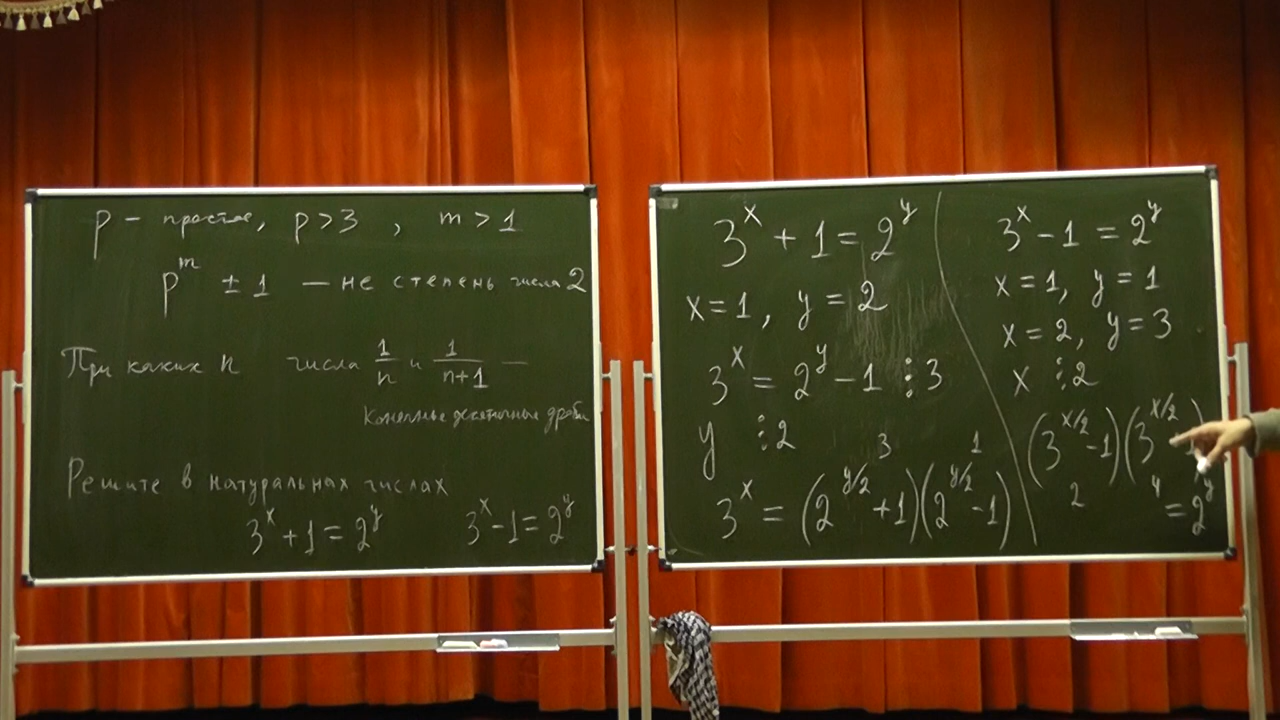 p – простое, p > 3 , m > 1
p^m ± 1 — не степень числа 2
При каких n числа 1/n и 1/(n+1) —
конечные десятичные дроби
Решите в натуральных числах
3^x + 1 = 2^y 3^x - 1 = 2^y
3^x + 1 = 2^y
x = 1, y = 2
3^x = 2^y - 1 ⋮ 3
y ⋮ 2
3 1
3^x = (2^(y/2) + 1)(2^(y/2) - 1)
3^x - 1 = 2^y
x = 1, y = 1
x = 2, y = 3
x ⋮ 2
(3^(x/2) - 1)(3^(x/2)
2 4
= 2^y